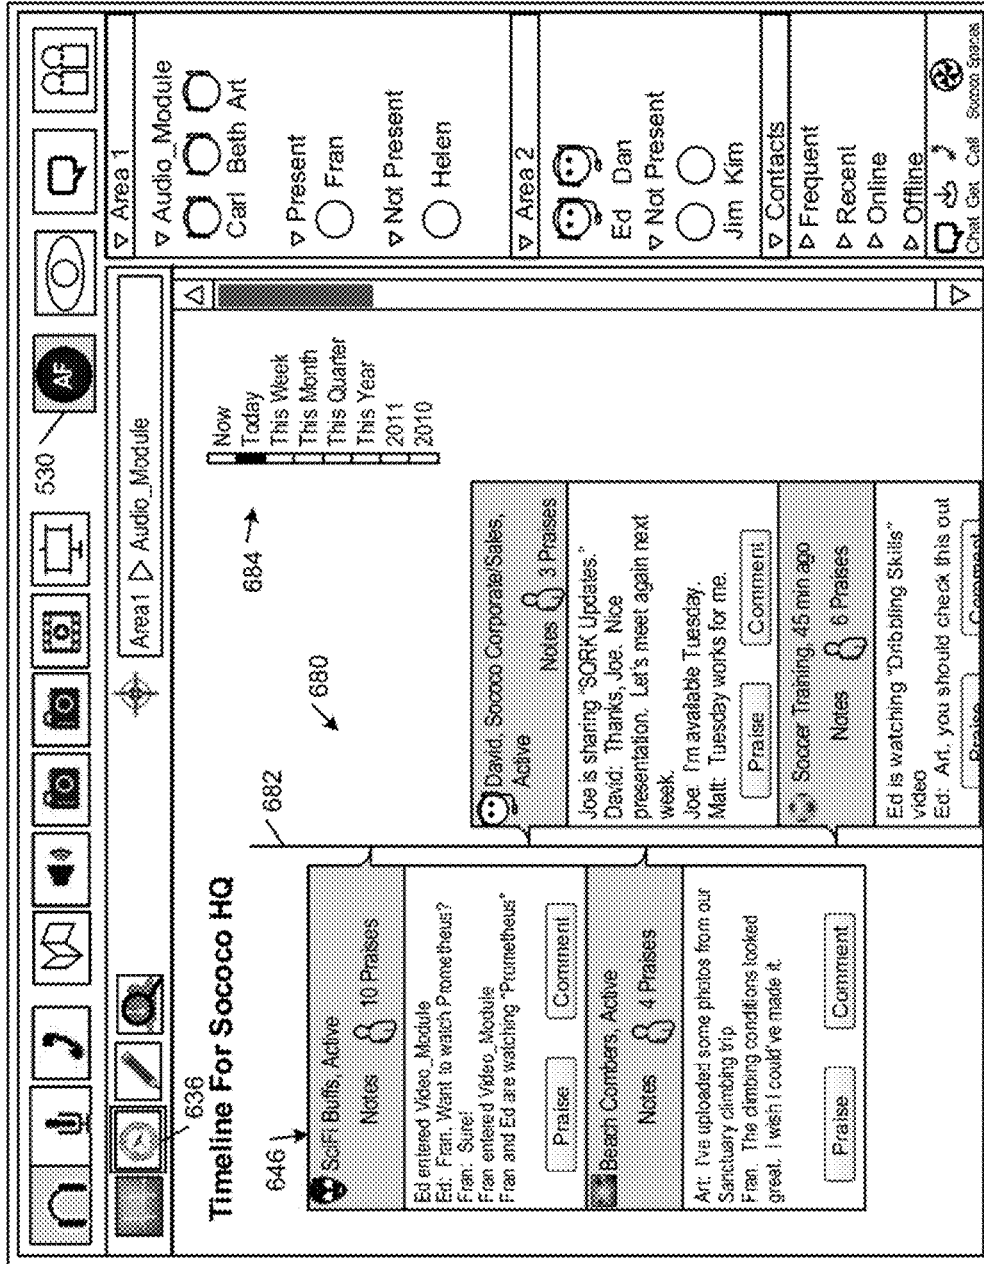 530
AF
Area1 ▷ Audio_Module
636
Timeline For Sococo HQ
682
680
684
Now
Today
This Week
This Month
This Quarter
This Year
2011
2010
646
SciFi Buffs, Active
Notes 10 Praises
Ed entered Video_Module
Ed: Fran, Want to watch Prometheus?
Fran: Sure!
Fran entered Video_Module
Fran and Ed are watching "Prometheus"
Praise Comment
Beach Combers, Active
Notes 4 Praises
Art: I've uploaded some photos from our
Sanctuary climbing trip
Fran. The climbing conditions looked
great. I wish I could've made it.
Praise Comment
David, Sococo Corporate/Sales,
Active
Notes 3 Praises
Joe is sharing "SORK Updates."
David: Thanks, Joe. Nice
presentation. Let's meet again next
week.
Joe. I'm available Tuesday.
Matt: Tuesday works for me.
Praise Comment
Soccer Training, 45 min ago
Notes 6 Praises
Ed is watching "Dribbling Skills"
video
Ed: Art, you should check this out
Praise Comment
▽ Area 1
▽ Audio_Module
Carl Beth Art
▽ Present
Fran
▽ Not Present
Helen
▽ Area 2
Ed Dan
▽ Not Present
Jim Kim
▽ Contacts
▷ Frequent
▷ Recent
▷ Online
▷ Offline
Chat Get Call Sococo Spaces